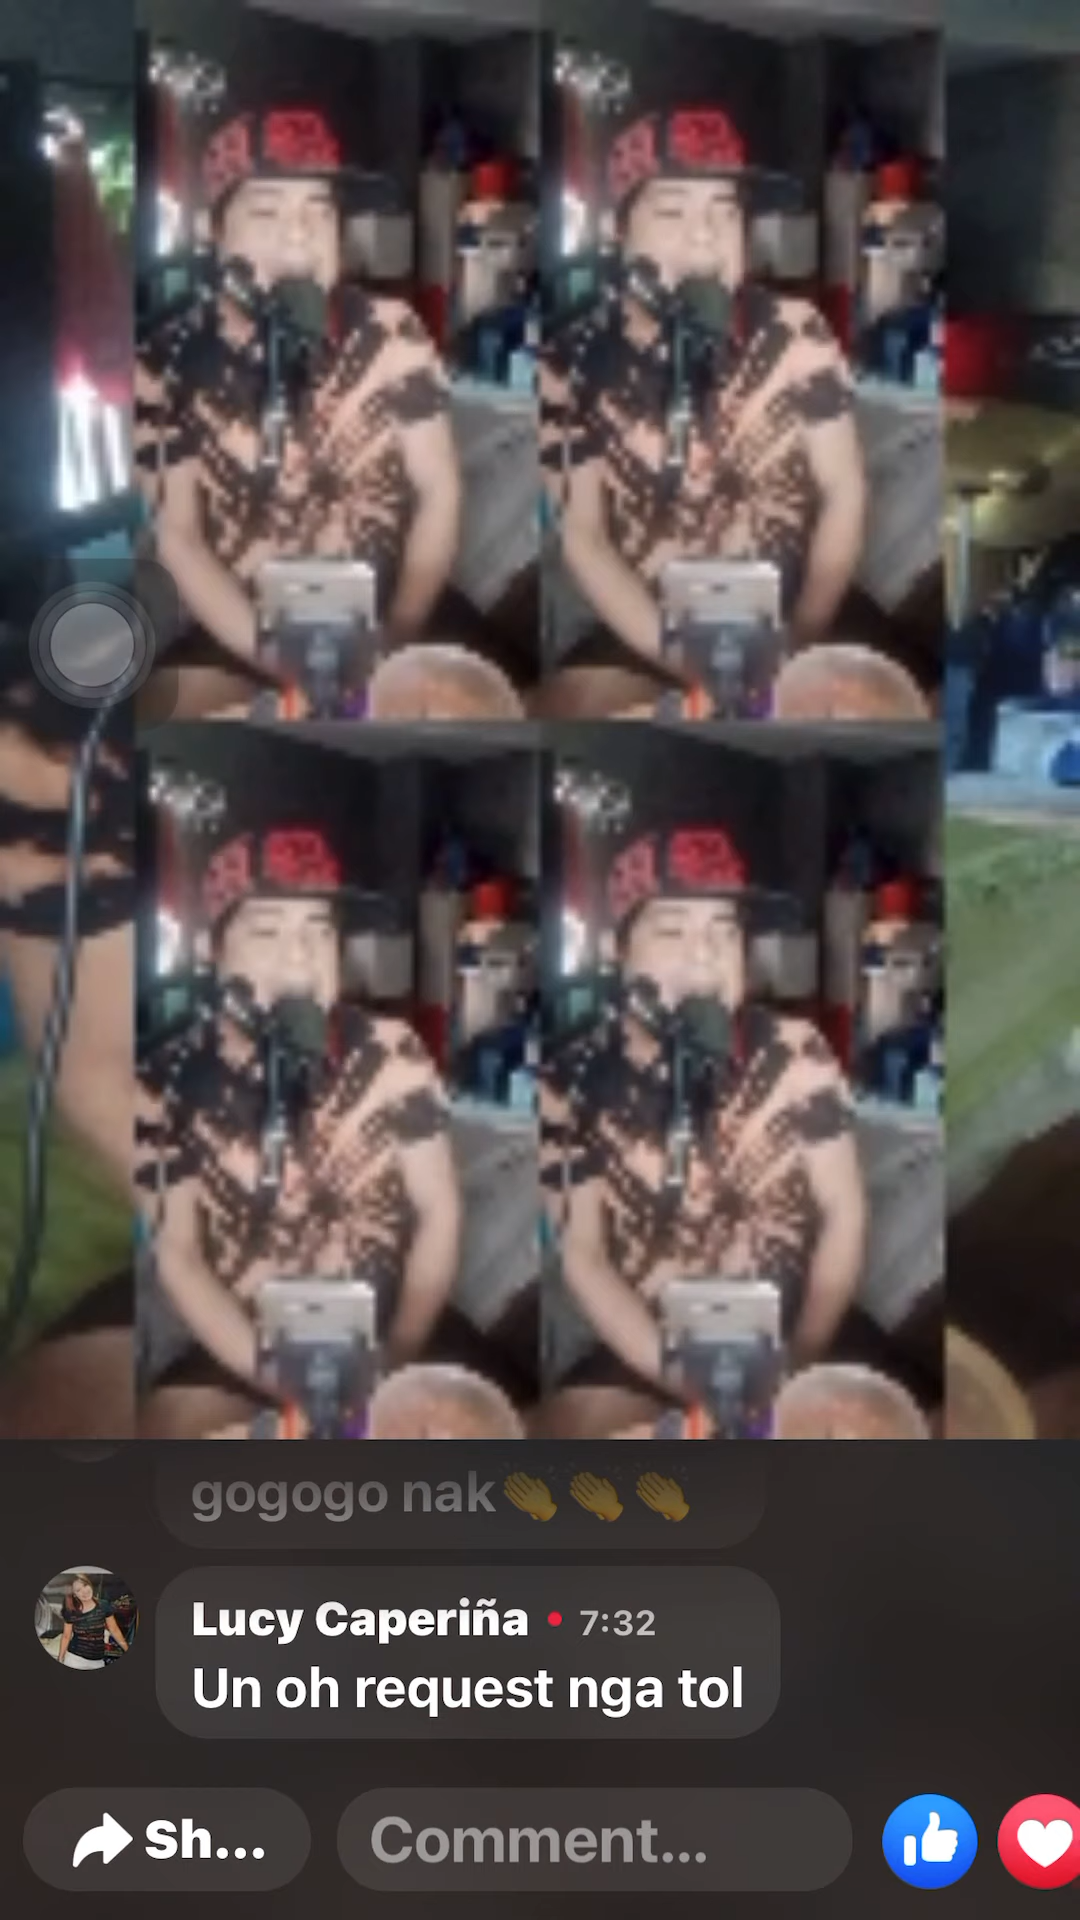 gogogo nak👏👏👏
Lucy Caperiña • 7:32
Un oh request nga tol
Sh...
Comment...